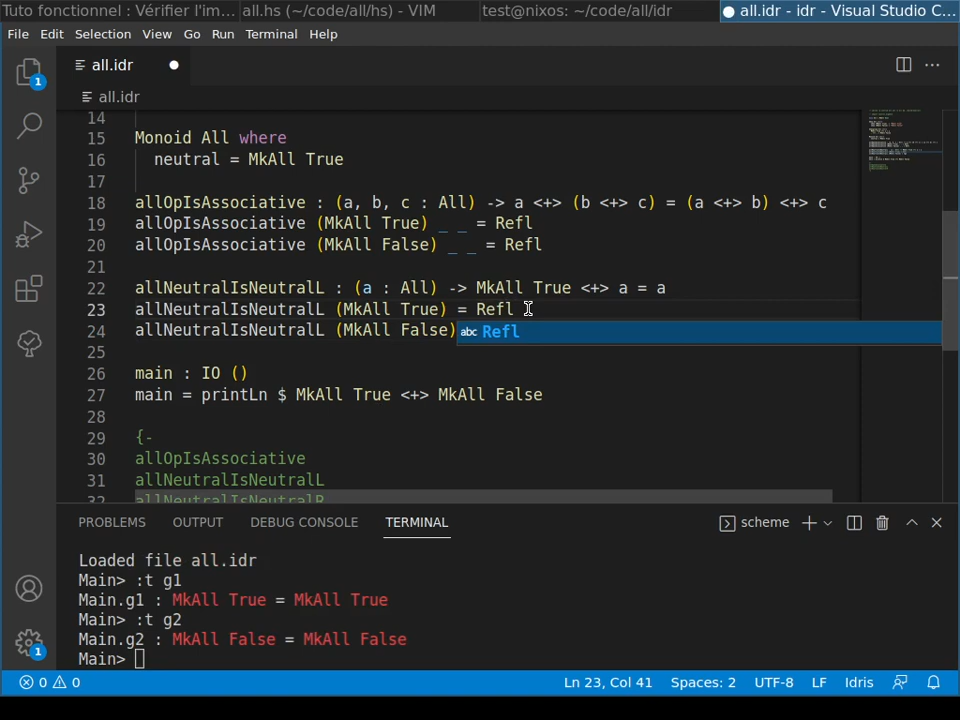 Tuto fonctionnel : Vérifier l'im… all.hs (~/code/all/hs) - VIM test@nixos: ~/code/all/idr all.idr - idr - Visual Studio C…
File Edit Selection View Go Run Terminal Help
all.idr
all.idr
14
15 Monoid All where
16 neutral = MkAll True
17
18 allOpIsAssociative : (a, b, c : All) -> a <+> (b <+> c) = (a <+> b) <+> c
19 allOpIsAssociative (MkAll True) _ _ = Refl
20 allOpIsAssociative (MkAll False) _ _ = Refl
21
22 allNeutralIsNeutralL : (a : All) -> MkAll True <+> a = a
23 allNeutralIsNeutralL (MkAll True) = Refl
24 allNeutralIsNeutralL (MkAll False)
abc Refl
25
26 main : IO ()
27 main = printLn $ MkAll True <+> MkAll False
28
29 {-
30 allOpIsAssociative
31 allNeutralIsNeutralL
32 allNeutralIsNeutralR
PROBLEMS OUTPUT DEBUG CONSOLE TERMINAL scheme
Loaded file all.idr
Main> :t g1
Main.g1 : MkAll True = MkAll True
Main> :t g2
Main.g2 : MkAll False = MkAll False
Main>
1
1
0 0 Ln 23, Col 41 Spaces: 2 UTF-8 LF Idris